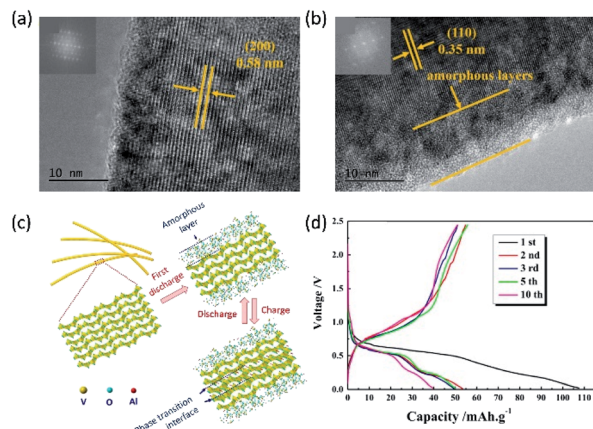 (a)
(200)
0.58 nm
10 nm
(b)
(110)
0.35 nm
amorphous layers
10 nm
(c)
Amorphous
layer
First
discharge
Discharge
Charge
V O Al
Phase transition
interface
(d)
Voltage /V
2.5
2.0
1.5
1.0
0.5
0.0
1 st
2 nd
3 rd
5 th
10 th
0 10 20 30 40 50 60 70 80 90 100 110
Capacity /mAh.g-1